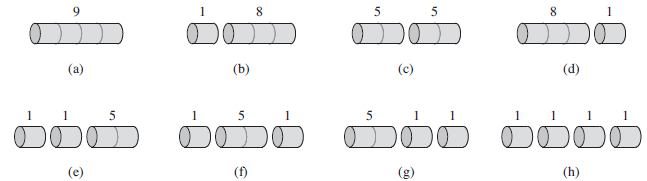 9 1 8 5 5 8 1
(a) (b) (c) (d)
1 1 5 1 5 1 5 1 1 1 1 1 1
(e) (f) (g) (h)